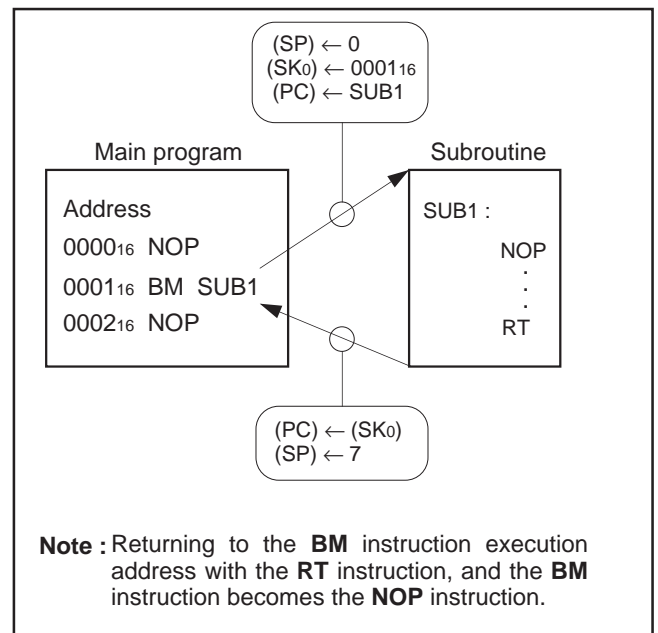 (SP) ← 0
(SK0) ← 000116
(PC) ← SUB1
Main program
Subroutine
Address
000016 NOP
000116 BM SUB1
000216 NOP
SUB1 :
NOP
.
.
.
RT
(PC) ← (SK0)
(SP) ← 7
Note : Returning to the BM instruction execution
address with the RT instruction, and the BM
instruction becomes the NOP instruction.